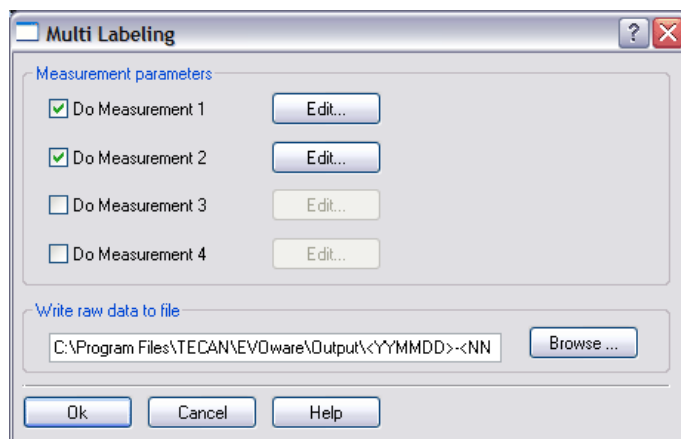 Multi Labeling
Measurement parameters
Do Measurement 1 Edit...
Do Measurement 2 Edit...
Do Measurement 3 Edit...
Do Measurement 4 Edit...
Write raw data to file
C:\Program Files\TECAN\EVOware\Output\<YYMMDD>-<NN Browse ...
Ok Cancel Help